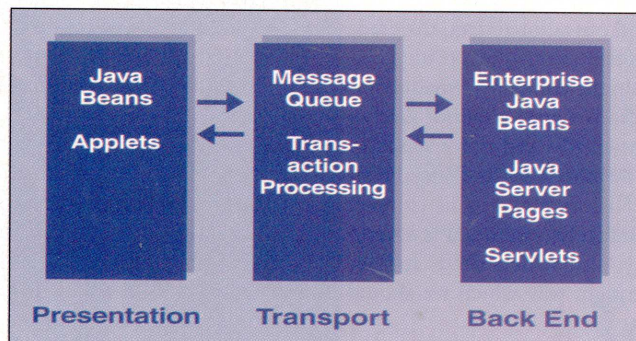 Java
Beans
Applets
Message
Queue
Trans-
action
Processing
Enterprise
Java
Beans
Java
Server
Pages
Servlets
Presentation
Transport
Back End